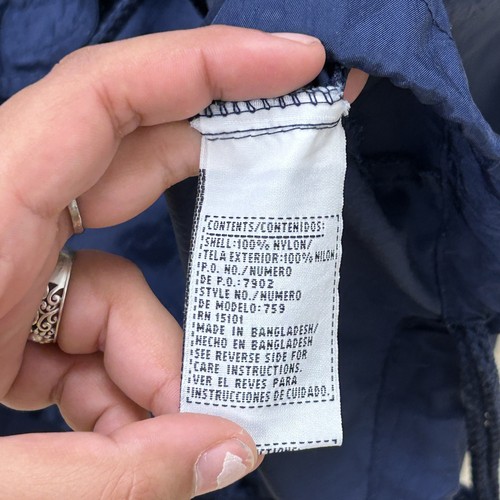 CONTENTS/CONTENIDOS:
SHELL:100% NYLON/
TELA EXTERIOR:100% NILON
P.O. NO./NUMERO
DE P.O.:7902
STYLE NO./NUMERO
DE MODELO:759
RN 15101
MADE IN BANGLADESH/
HECHO EN BANGLADESH
SEE REVERSE SIDE FOR
CARE INSTRUCTIONS.
VER EL REVES PARA
INSTRUCCIONES DE CUIDADO.